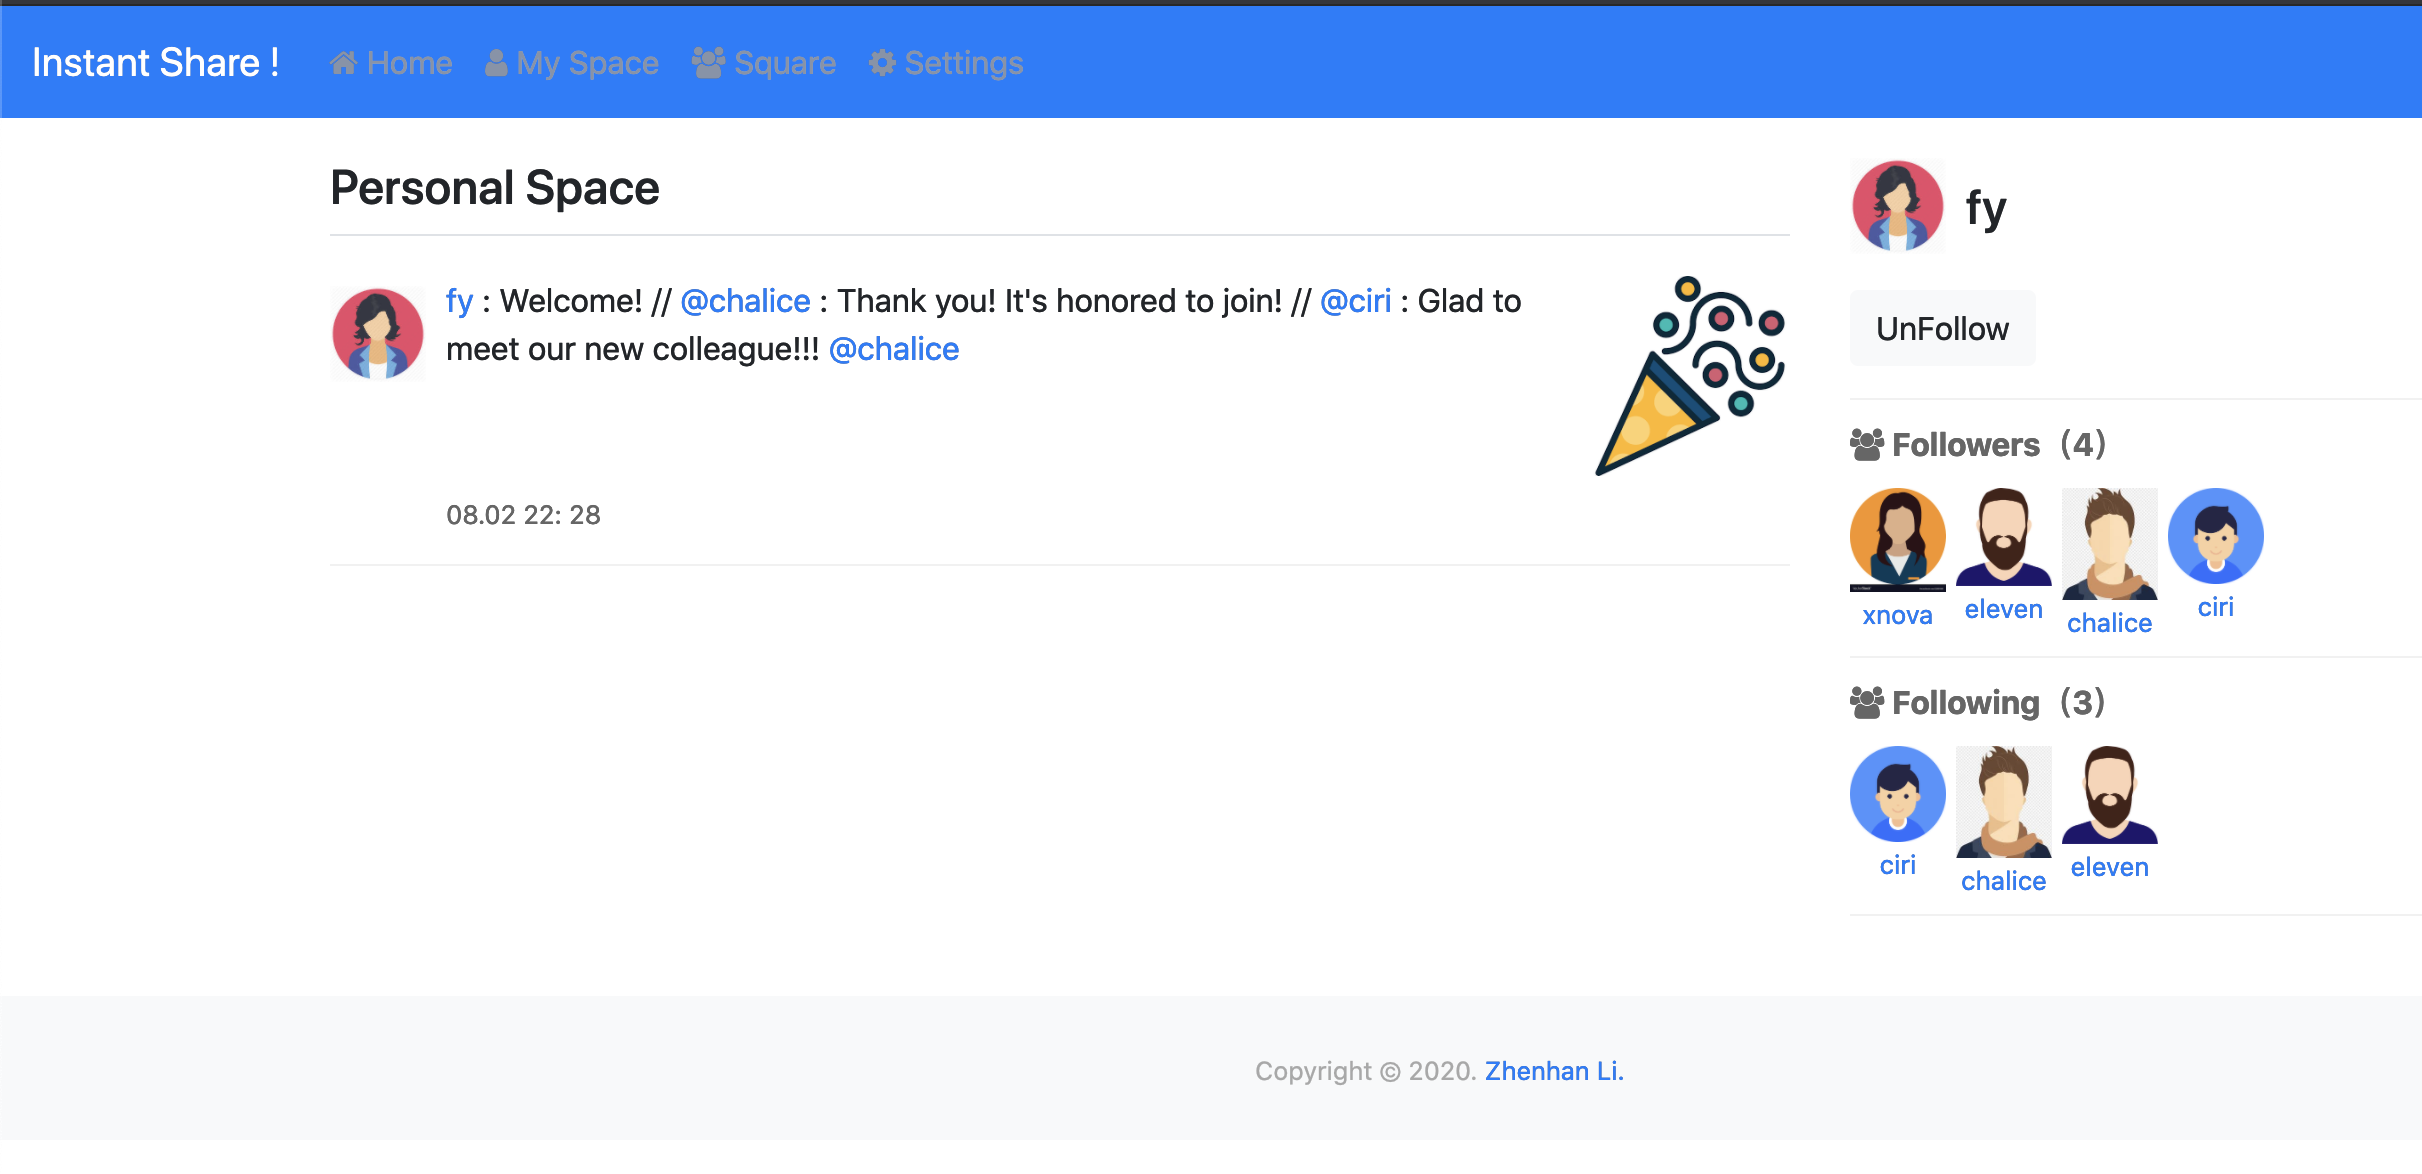 Instant Share !
Home
My Space
Square
Settings
Personal Space
fy : Welcome! // @chalice : Thank you! It's honored to join! // @ciri : Glad to
meet our new colleague!!! @chalice
08.02 22: 28
fy
UnFollow
Followers (4)
xnova
eleven
chalice
ciri
Following (3)
ciri
chalice
eleven
Copyright © 2020. Zhenhan Li.